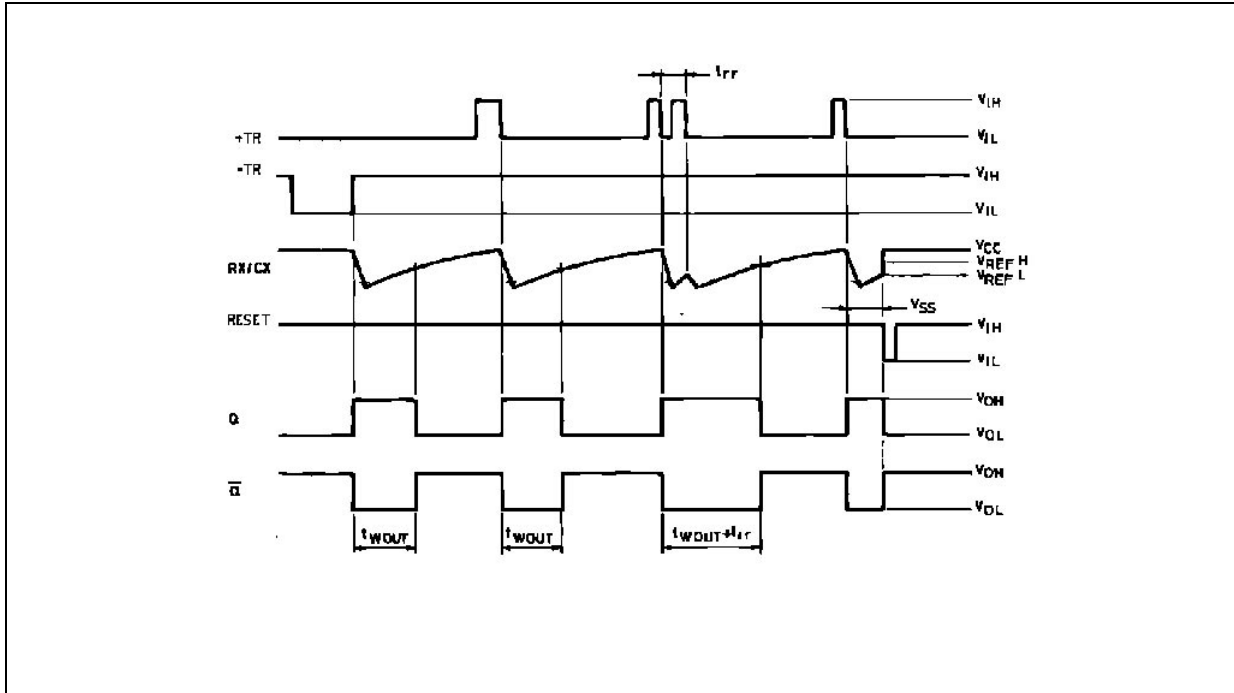 trr
VIH
+TR
VIL
-TR
VIH
VIL
VCC
RX/CX
VREF H
VREF L
VSS
RESET
VIH
VIL
Q
VOH
VOL
Q̅
VOH
VOL
tWOUT
tWOUT
tWOUT+trr